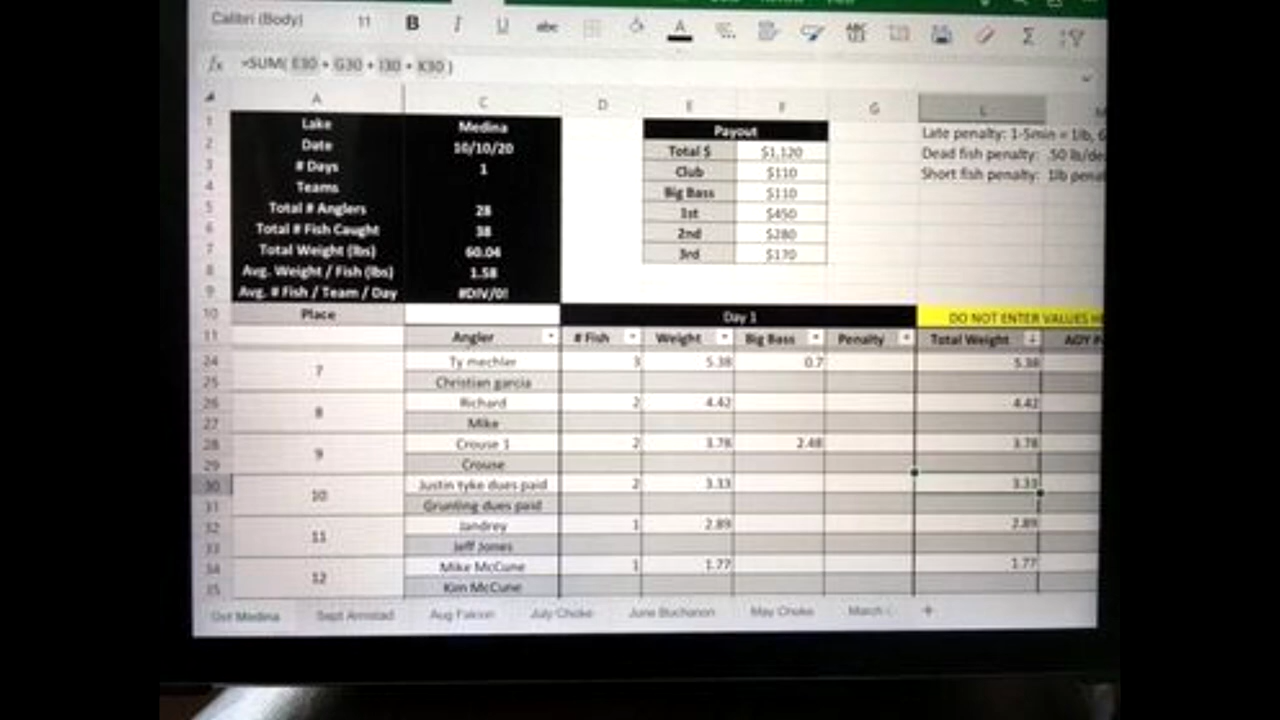 Calibri (Body) 11 B I U abc A abc Σ
fx =SUM( E30 + G30 + I30 + K30 )
A C D E F G L
1 Lake Medina Payout Late penalty: 1-5min = 1lb, 6
2 Date 10/10/20 Total $ $1,120 Dead fish penalty: .50 lb/de
3 # Days 1 Club $110 Short fish penalty: 1lb pena
4 Teams Big Bass $110
5 Total # Anglers 28 1st $450
6 Total # Fish Caught 38 2nd $280
7 Total Weight (lbs) 60.04 3rd $170
8 Avg. Weight / Fish (lbs) 1.58
9 Avg. # Fish / Team / Day #DIV/0!
10 Place Day 1 DO NOT ENTER VALUES H
11 Angler # Fish Weight Big Bass Penalty Total Weight AOY P
24 7 Ty mechler 3 5.38 0.7 5.38
25 Christian garcia
26 8 Richard 2 4.42 4.42
27 Mike
28 9 Crouse 1 2 3.78 2.48 3.78
29 Crouse
30 10 Justin tyke dues paid 2 3.33 3.33
31 Grunting dues paid
32 11 Jandrey 1 2.89 2.89
33 Jeff Jones
34 12 Mike McCune 1 1.77 1.77
35 Kim McCune
Oct Medina Sept Amistad Aug Falcon July Choke June Buchanan May Choke March